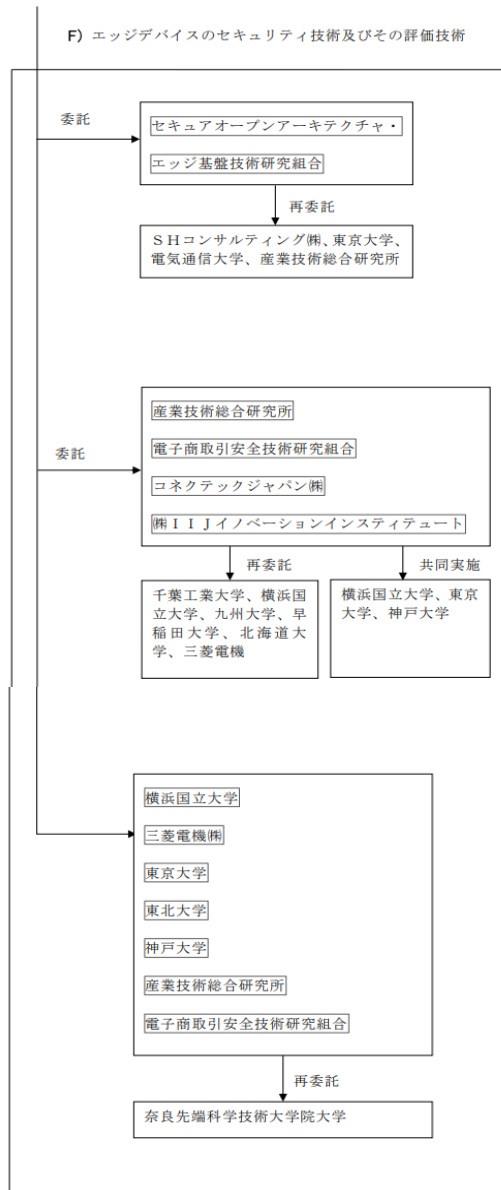 F）エッジデバイスのセキュリティ技術及びその評価技術
委託
セキュアオープンアーキテクチャ・
エッジ基盤技術研究組合
再委託
ＳＨコンサルティング㈱、東京大学、
電気通信大学、産業技術総合研究所
委託
産業技術総合研究所
電子商取引安全技術研究組合
コネクテックジャパン㈱
㈱ＩＩＪイノベーションインスティテュート
再委託
共同実施
千葉工業大学、横浜国
立大学、九州大学、早
稲田大学、北海道大
学、三菱電機
横浜国立大学、東京
大学、神戸大学
横浜国立大学
三菱電機㈱
東京大学
東北大学
神戸大学
産業技術総合研究所
電子商取引安全技術研究組合
再委託
奈良先端科学技術大学院大学